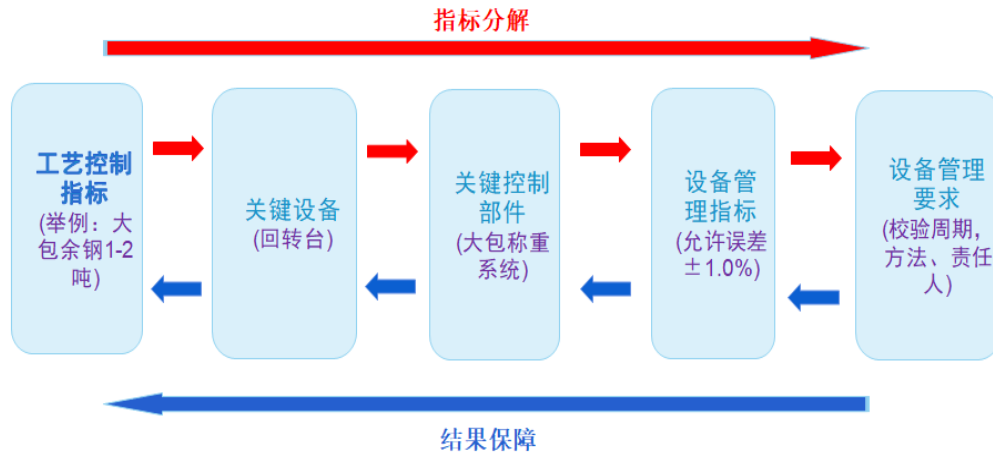 指标分解
工艺控制
指标
(举例：大
包余钢1-2
吨)
关键设备
(回转台)
关键控制
部件
(大包称重
系统)
设备管
理指标
(允许误差
±1.0%)
设备管理
要求
(校验周期,
方法、责任
人)
结果保障